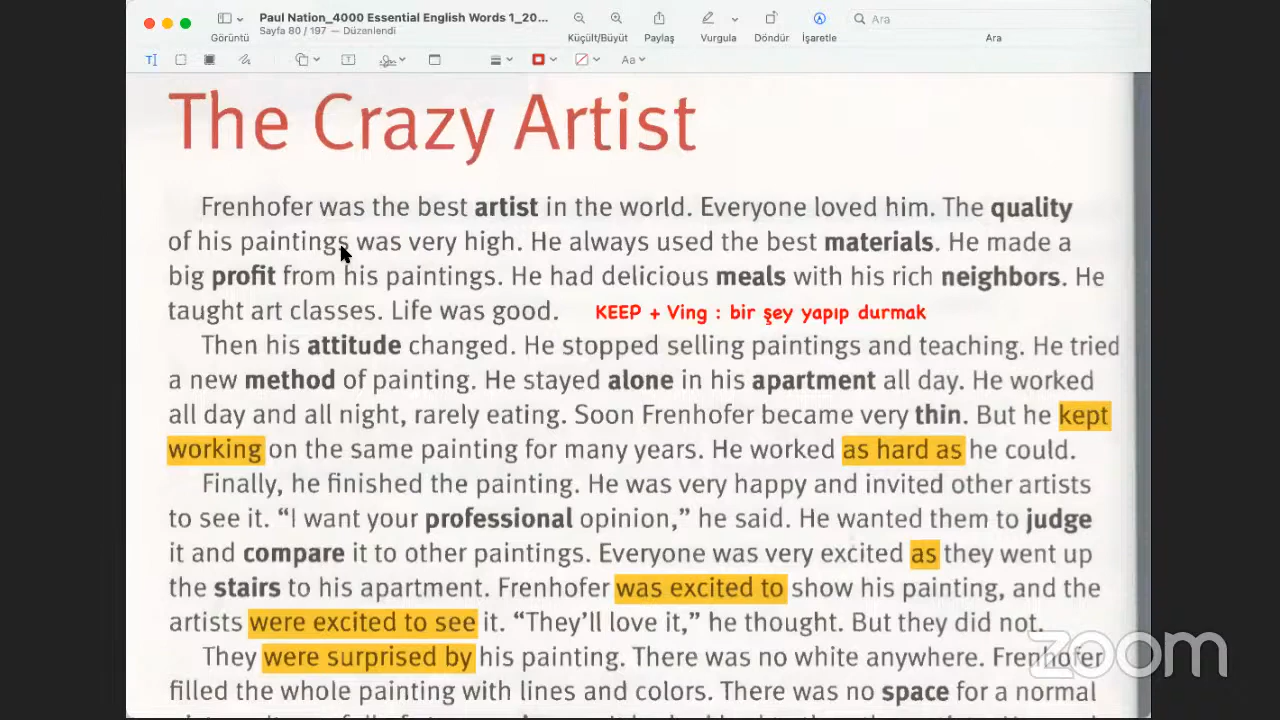 Paul Nation_4000 Essential English Words 1_20...
Sayfa 80 / 197 — Düzenlendi
Görüntü
Küçült/Büyüt
Paylaş
Vurgula
Döndür
İşaretle
Ara
Ara
The Crazy Artist
Frenhofer was the best artist in the world. Everyone loved him. The quality
of his paintings was very high. He always used the best materials. He made a
big profit from his paintings. He had delicious meals with his rich neighbors. He
taught art classes. Life was good. KEEP + Ving : bir şey yapıp durmak
Then his attitude changed. He stopped selling paintings and teaching. He tried
a new method of painting. He stayed alone in his apartment all day. He worked
all day and all night, rarely eating. Soon Frenhofer became very thin. But he kept
working on the same painting for many years. He worked as hard as he could.
Finally, he finished the painting. He was very happy and invited other artists
to see it. “I want your professional opinion,” he said. He wanted them to judge
it and compare it to other paintings. Everyone was very excited as they went up
the stairs to his apartment. Frenhofer was excited to show his painting, and the
artists were excited to see it. “They’ll love it,” he thought. But they did not.
They were surprised by his painting. There was no white anywhere. Frenhofer
filled the whole painting with lines and colors. There was no space for a normal
zoom